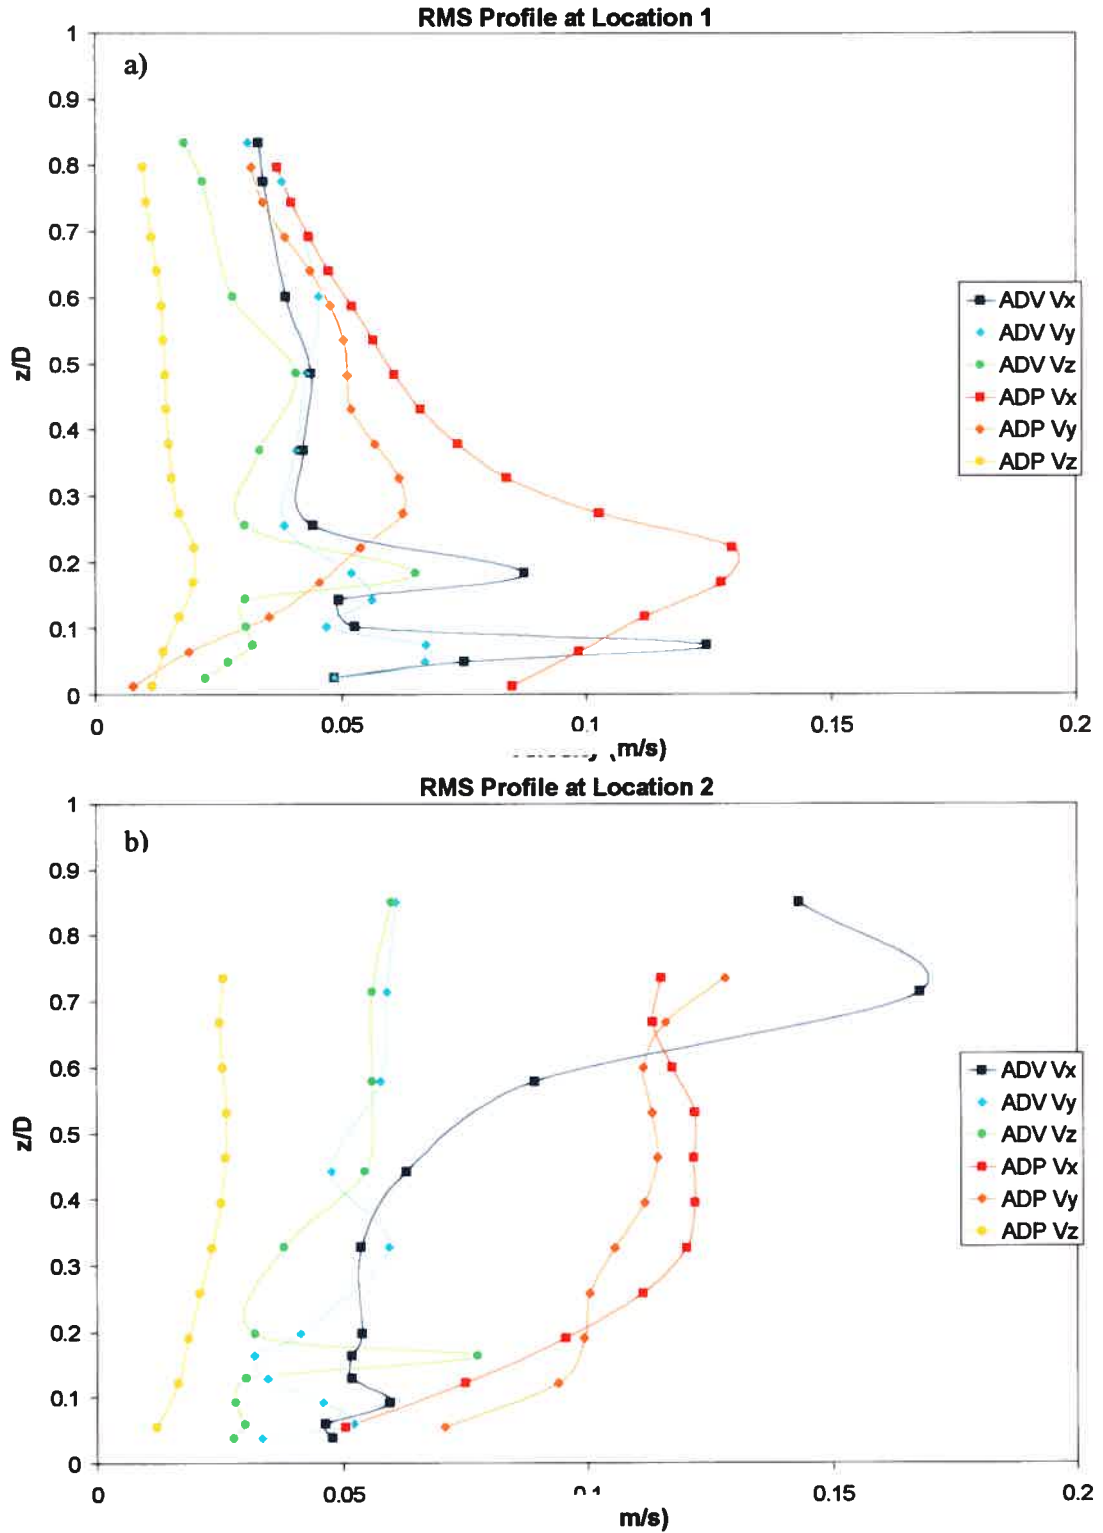 RMS Profile at Location 1
a)
1
0.9
0.8
0.7
0.6
0.5
0.4
0.3
0.2
0.1
0
z/D
0 0.05 0.1 0.15 0.2
(m/s)
ADV Vx
ADV Vy
ADV Vz
ADP Vx
ADP Vy
ADP Vz
RMS Profile at Location 2
b)
1
0.9
0.8
0.7
0.6
0.5
0.4
0.3
0.2
0.1
0
z/D
0 0.05 0.1 0.15 0.2
m/s)
ADV Vx
ADV Vy
ADV Vz
ADP Vx
ADP Vy
ADP Vz